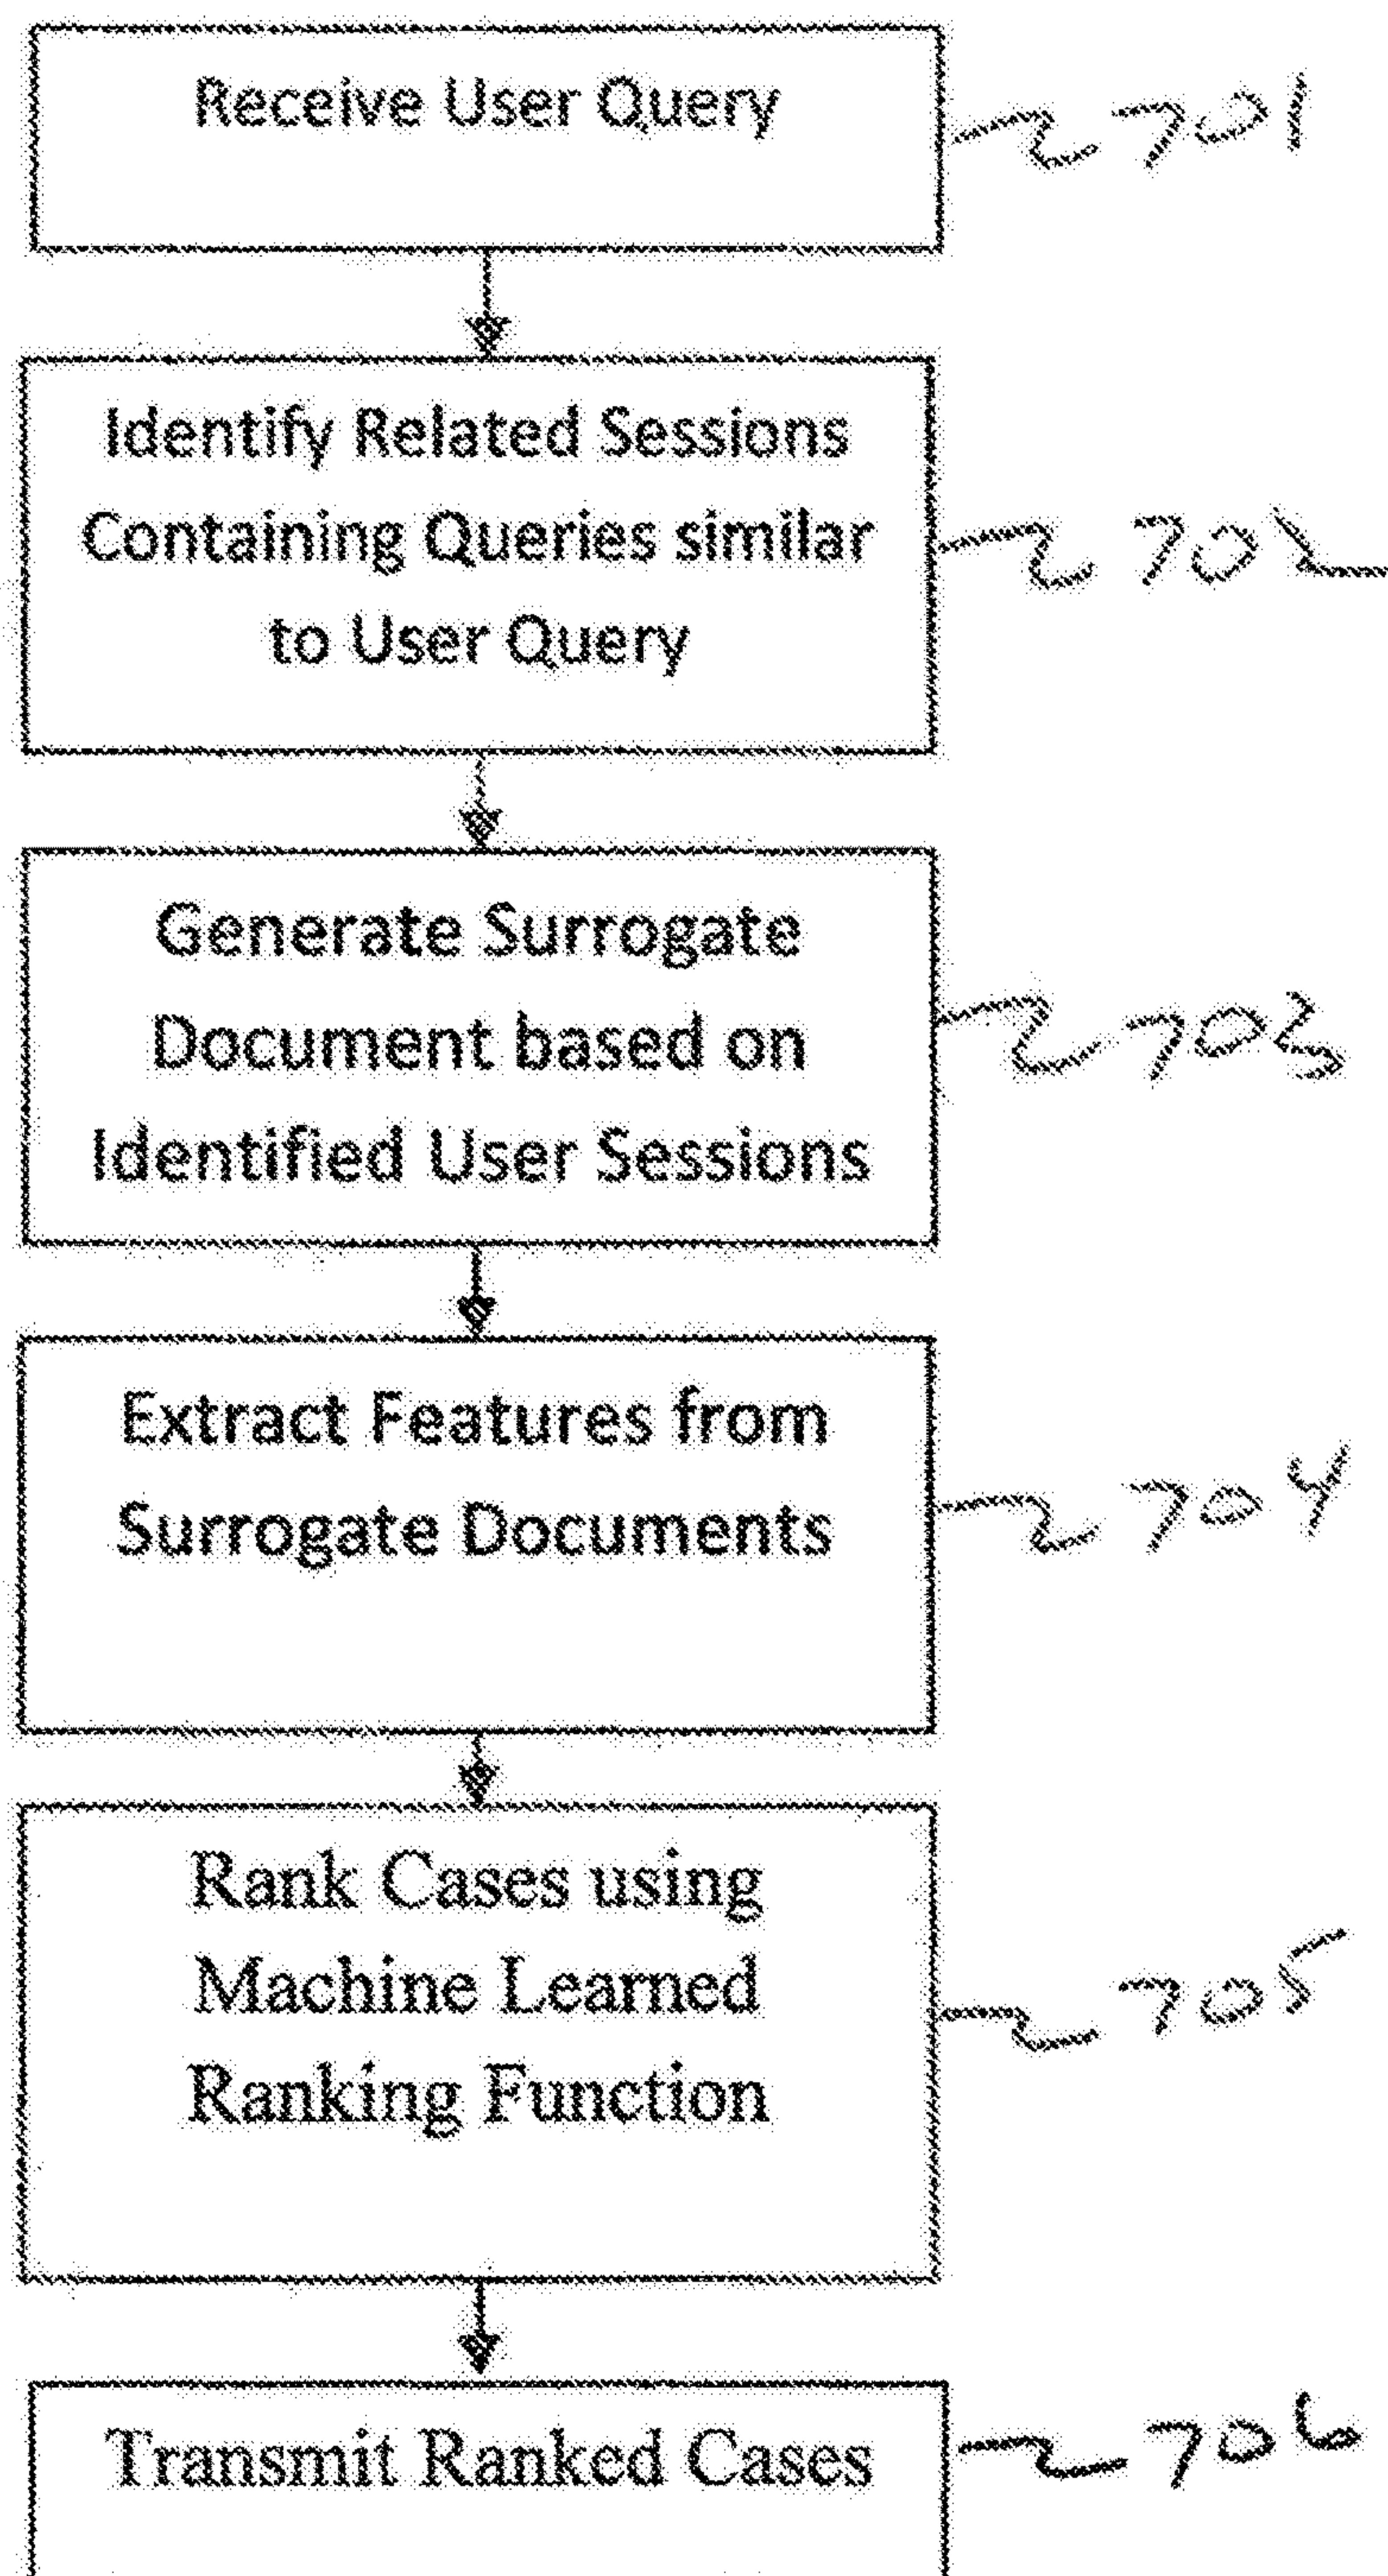 Receive User Query
701
Identify Related Sessions
Containing Queries similar
to User Query
702
Generate Surrogate
Document based on
Identified User Sessions
703
Extract Features from
Surrogate Documents
704
Rank Cases using
Machine Learned
Ranking Function
705
Transmit Ranked Cases
706